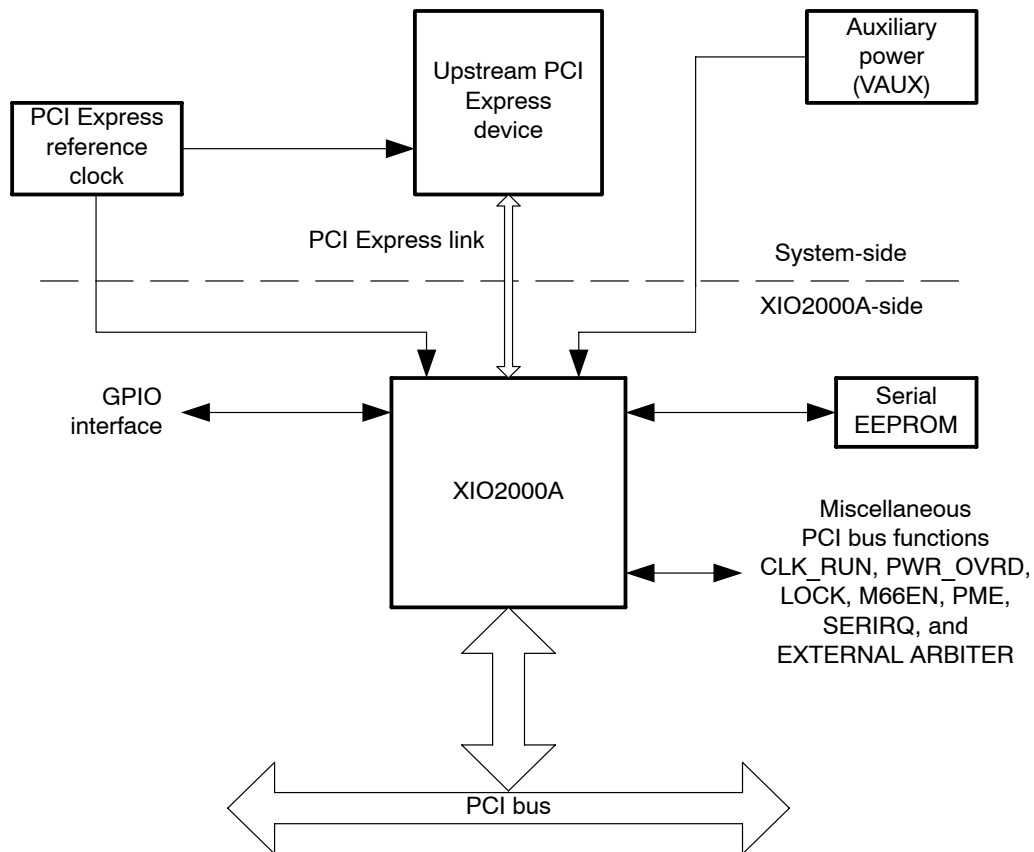 Auxiliary
power
(VAUX)
Upstream PCI
Express
device
PCI Express
reference
clock
PCI Express link
System-side
XIO2000A-side
GPIO
interface
Serial
EEPROM
XIO2000A
Miscellaneous
PCI bus functions
CLK_RUN, PWR_OVRD,
LOCK, M66EN, PME,
SERIRQ, and
EXTERNAL ARBITER
PCI bus